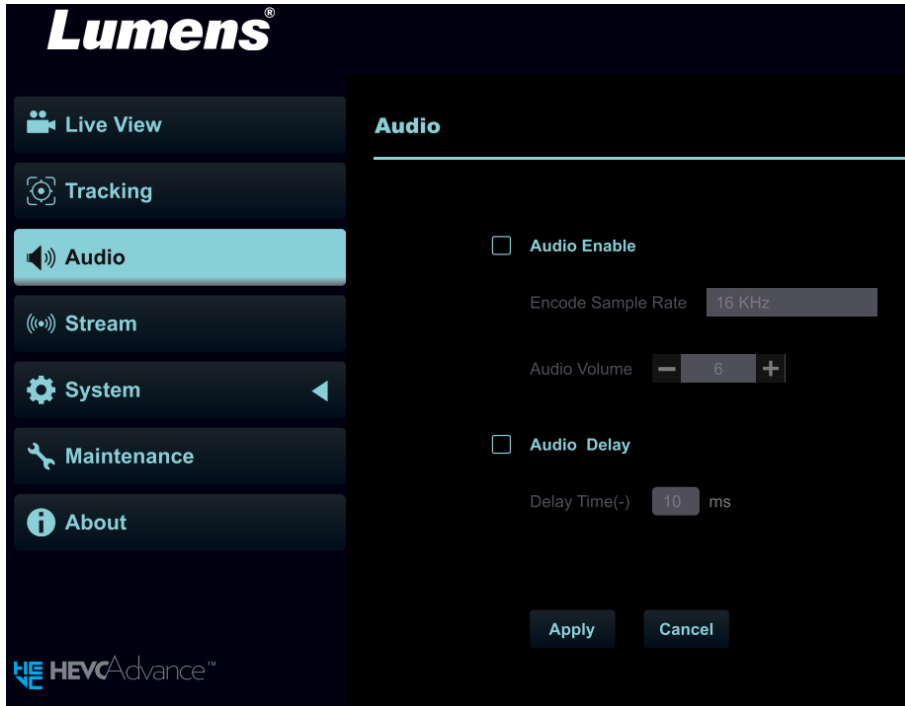 Lumens®
Live View
Tracking
Audio
Stream
System
Maintenance
About
HEVCAdvance™
Audio
Audio Enable
Encode Sample Rate 16 KHz
Audio Volume − 6 +
Audio Delay
Delay Time(-) 10 ms
Apply Cancel